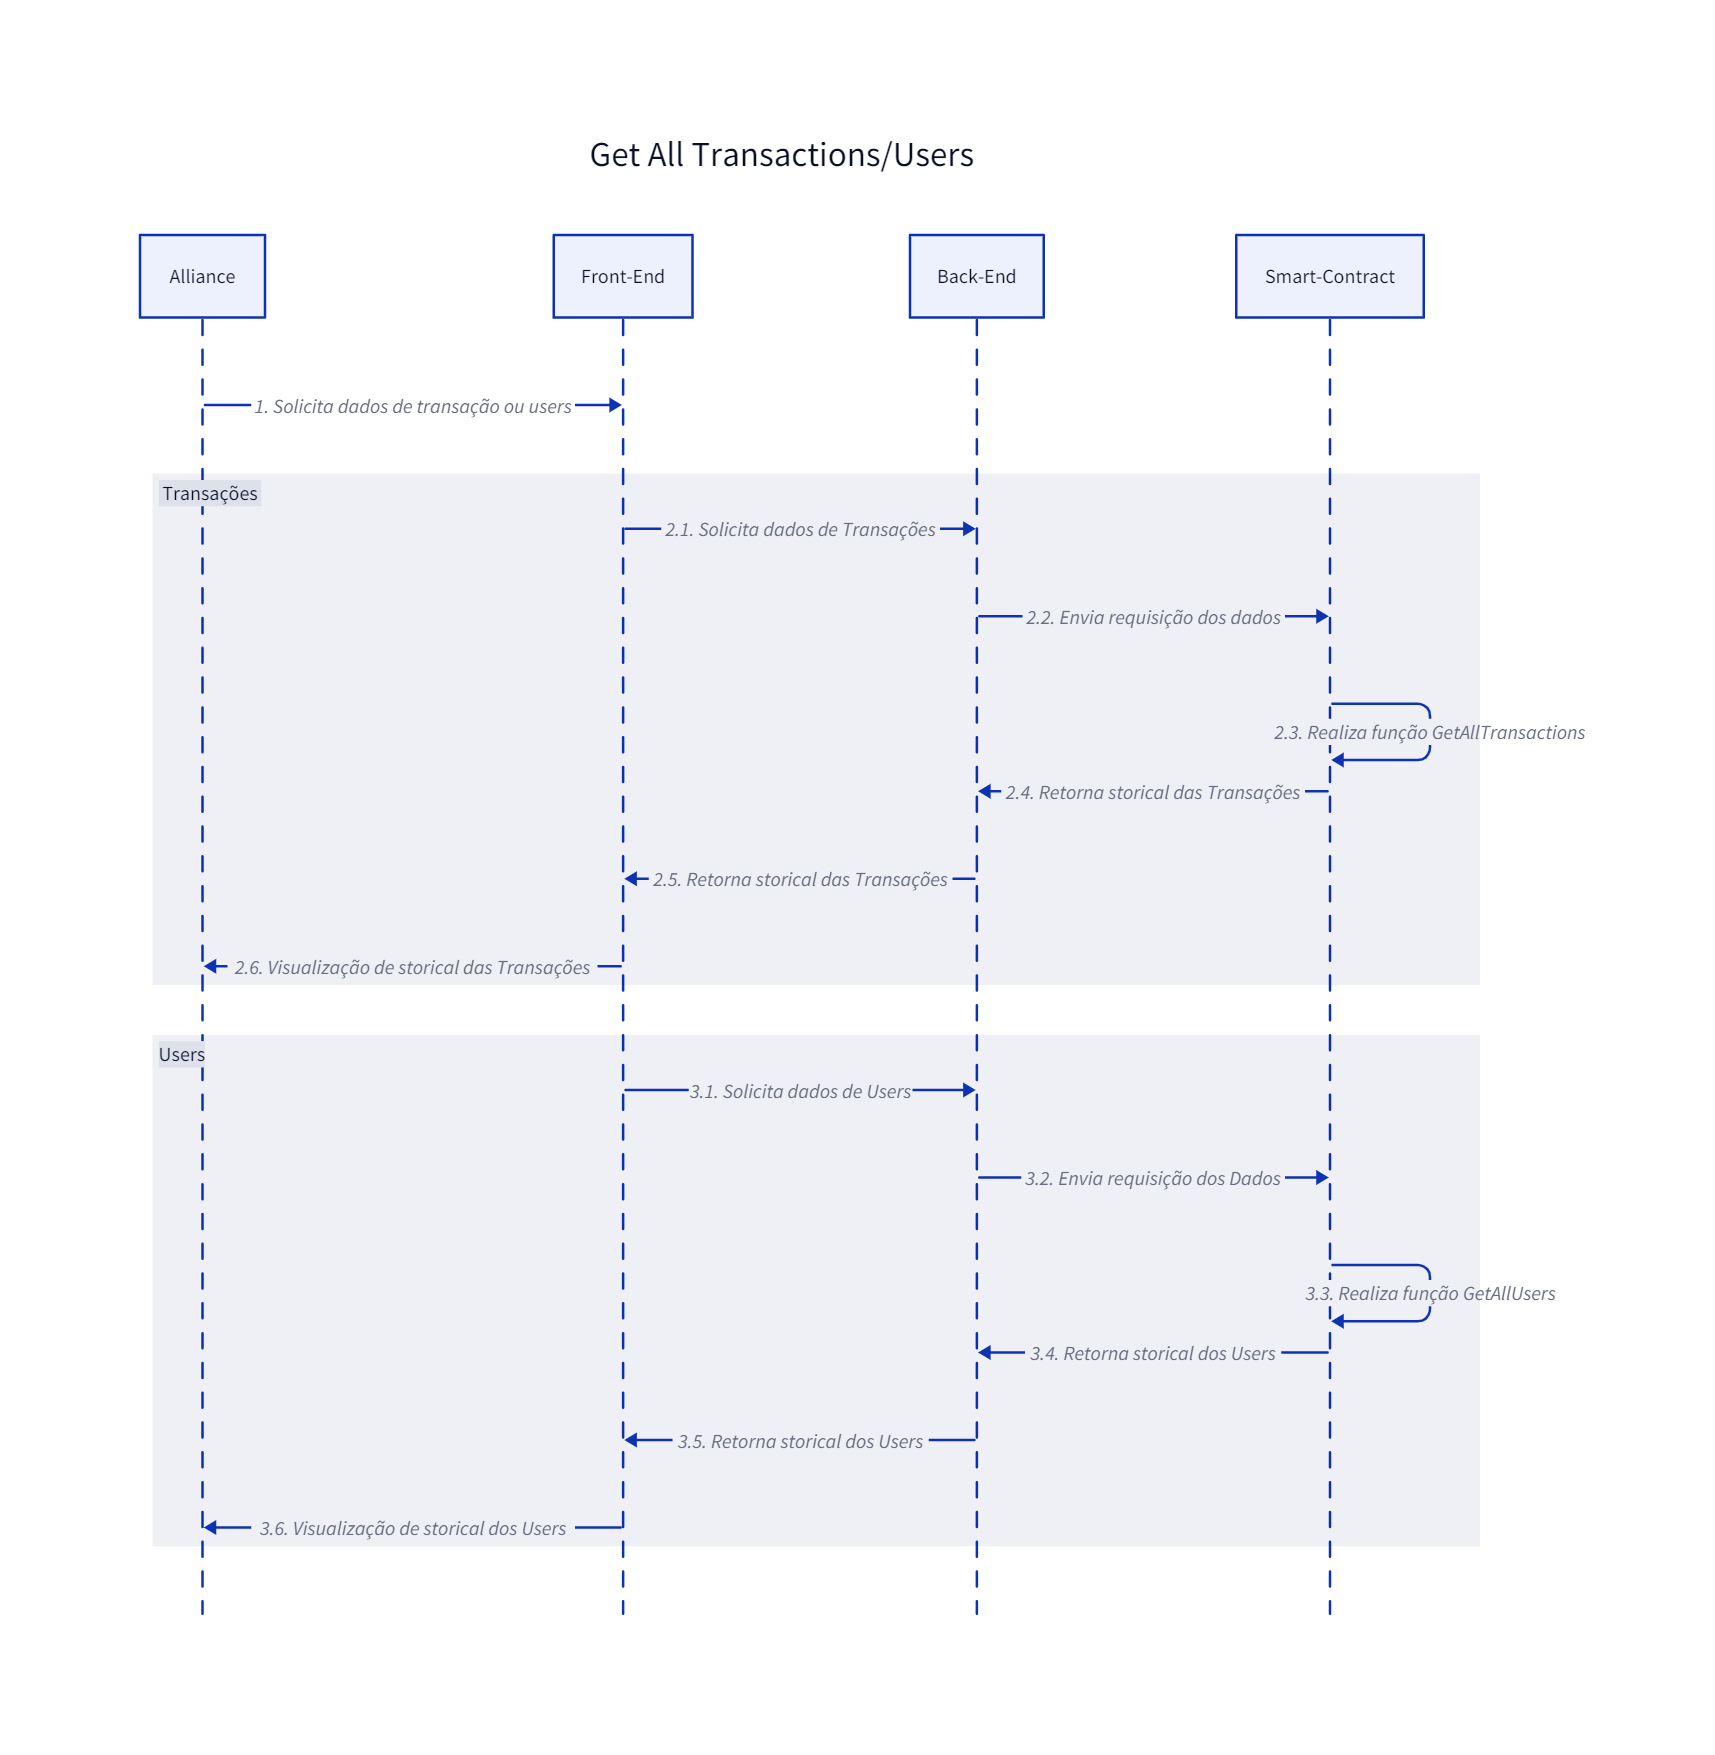 Get All Transactions/Users
Alliance
Front-End
Back-End
Smart-Contract
1. Solicita dados de transação ou users
Transações
2.1. Solicita dados de Transações
2.2. Envia requisição dos dados
2.3. Realiza função GetAllTransactions
2.4. Retorna storical das Transações
2.5. Retorna storical das Transações
2.6. Visualização de storical das Transações
Users
3.1. Solicita dados de Users
3.2. Envia requisição dos Dados
3.3. Realiza função GetAllUsers
3.4. Retorna storical dos Users
3.5. Retorna storical dos Users
3.6. Visualização de storical dos Users